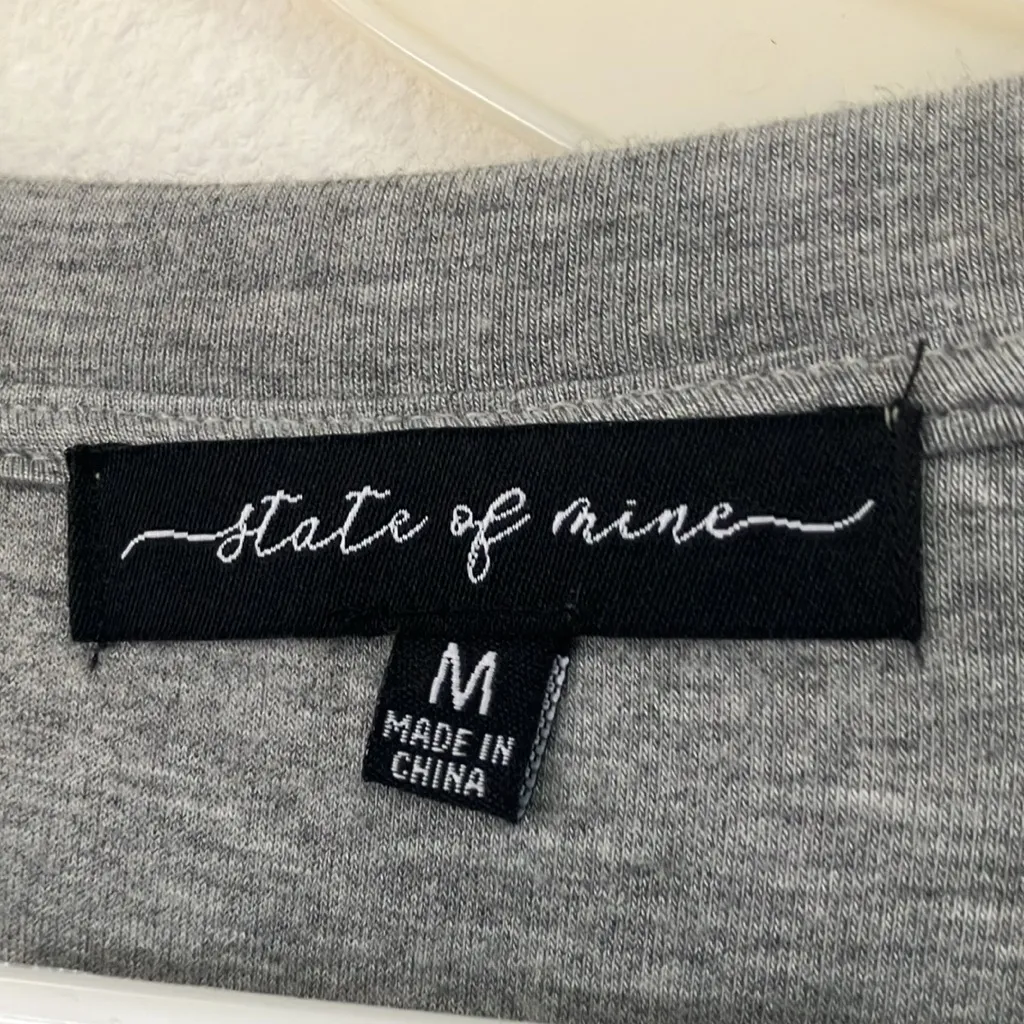 state of mine
M
MADE IN
CHINA